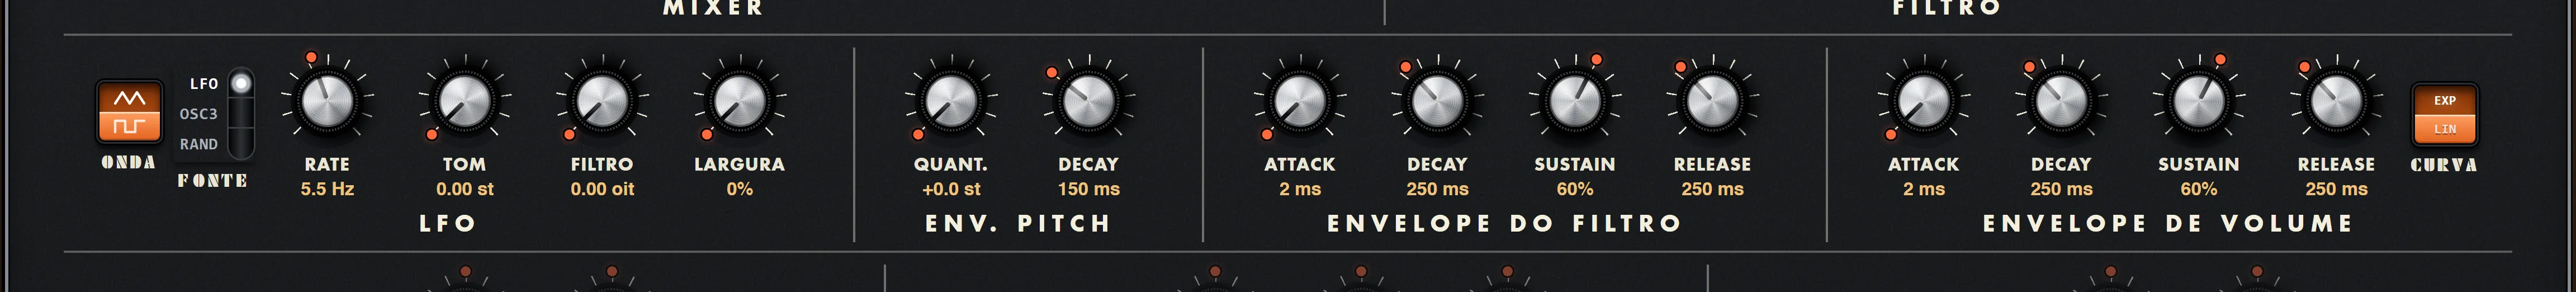 MIXER
FILTRO
LFO
OSC3
RAND
ONDA
FONTE
RATE
5.5 Hz
TOM
0.00 st
FILTRO
0.00 oit
LARGURA
0%
LFO
QUANT.
+0.0 st
DECAY
150 ms
ENV. PITCH
ATTACK
2 ms
DECAY
250 ms
SUSTAIN
60%
RELEASE
250 ms
ENVELOPE DO FILTRO
ATTACK
2 ms
DECAY
250 ms
SUSTAIN
60%
RELEASE
250 ms
EXP
LIN
CURVA
ENVELOPE DE VOLUME